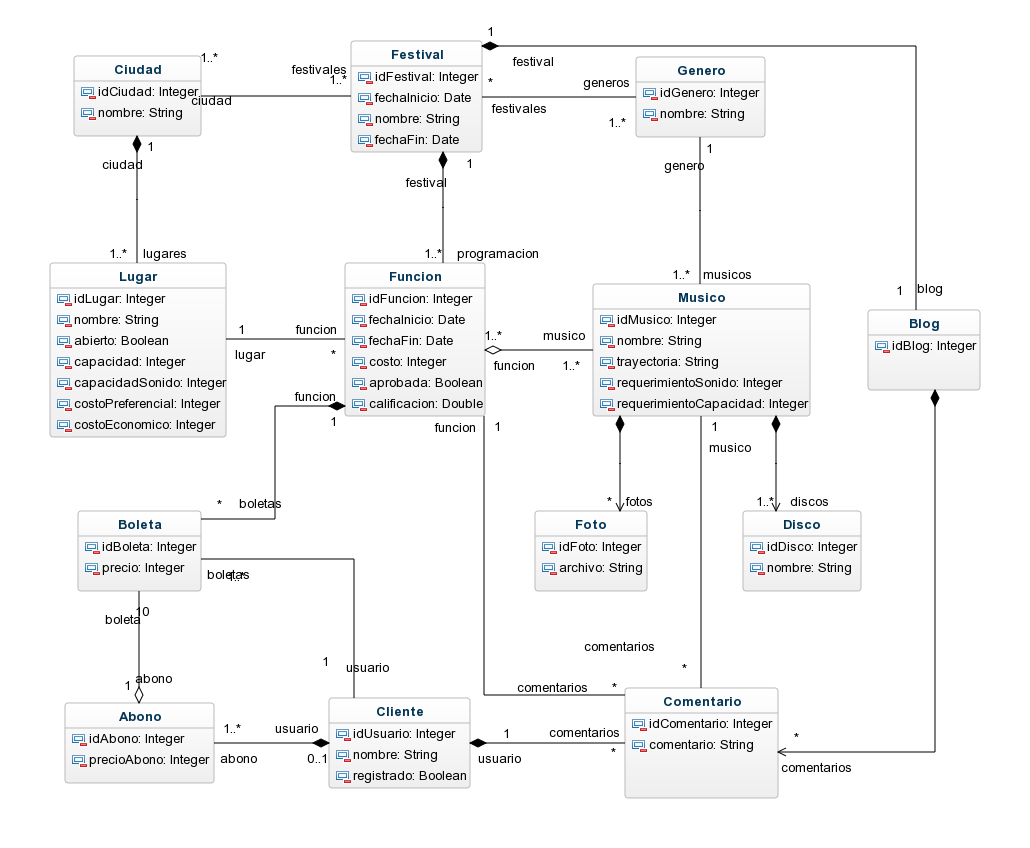 1
Festival
festival
1..*
Ciudad
festivales
1..*
idFestival: Integer
*
generos
Genero
idCiudad: Integer
ciudad
fechaInicio: Date
festivales
idGenero: Integer
nombre: String
nombre: String
1..*
nombre: String
fechaFin: Date
1
ciudad
1
festival
1
genero
1..*
lugares
1..*
programacion
1..*
musicos
1
blog
Lugar
idLugar: Integer
nombre: String
abierto: Boolean
capacidad: Integer
capacidadSonido: Integer
costoPreferencial: Integer
costoEconomico: Integer
1
lugar
funcion
*
Funcion
idFuncion: Integer
fechaInicio: Date
fechaFin: Date
costo: Integer
aprobada: Boolean
calificacion: Double
1..*
funcion
musico
1..*
Musico
idMusico: Integer
nombre: String
trayectoria: String
requerimientoSonido: Integer
requerimientoCapacidad: Integer
Blog
idBlog: Integer
funcion
1
funcion
1
1
musico
*
boletas
*
fotos
1..*
discos
Boleta
idBoleta: Integer
precio: Integer
boletas
1..*
Foto
idFoto: Integer
archivo: String
Disco
idDisco: Integer
nombre: String
10
boleta
1
usuario
comentarios
*
abono
1
comentarios
*
Abono
idAbono: Integer
precioAbono: Integer
1..*
abono
usuario
0..1
Cliente
idUsuario: Integer
nombre: String
registrado: Boolean
1
usuario
comentarios
*
Comentario
idComentario: Integer
comentario: String
*
comentarios